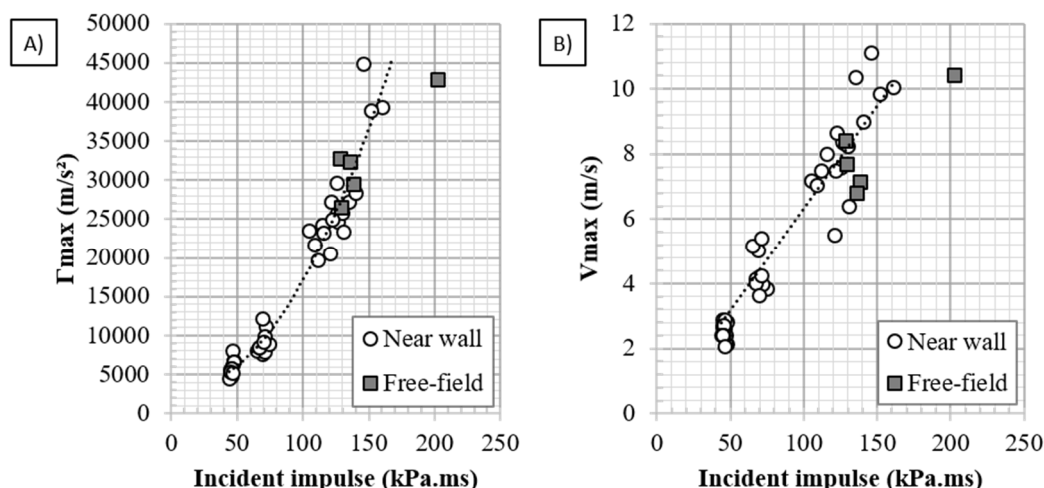 A)
50000
45000
40000
35000
30000
25000
20000
15000
10000
5000
0
Γmax (m/s²)
Near wall
Free-field
0 50 100 150 200 250
Incident impulse (kPa.ms)
B)
12
10
8
6
4
2
0
Vmax (m/s)
Near wall
Free-field
0 50 100 150 200 250
Incident impulse (kPa.ms)